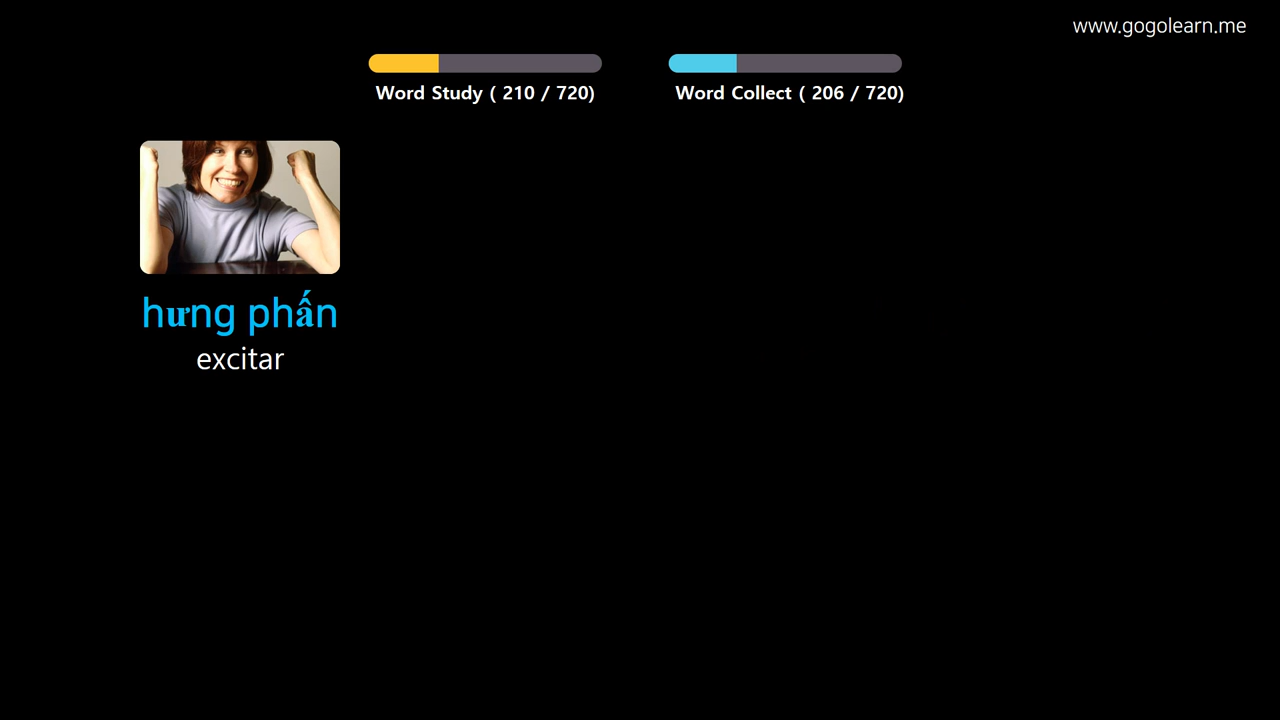 www.gogolearn.me
Word Study ( 210 / 720)
Word Collect ( 206 / 720)
hưng phấn
excitar